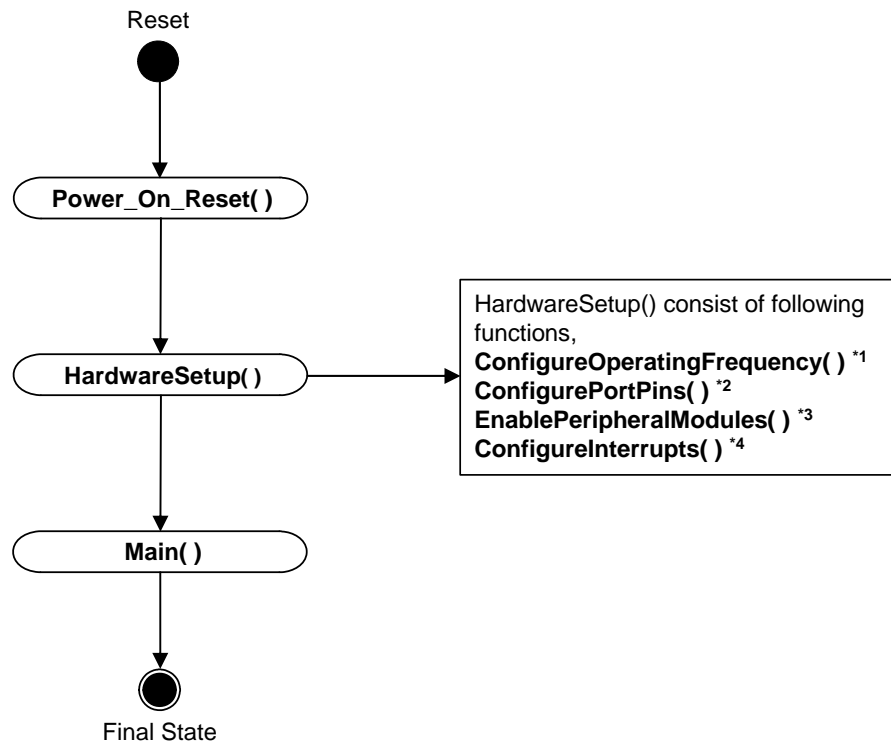 Reset
Power_On_Reset( )
HardwareSetup( )
HardwareSetup() consist of following
functions,
ConfigureOperatingFrequency( ) *1
ConfigurePortPins( ) *2
EnablePeripheralModules( ) *3
ConfigureInterrupts( ) *4
Main( )
Final State